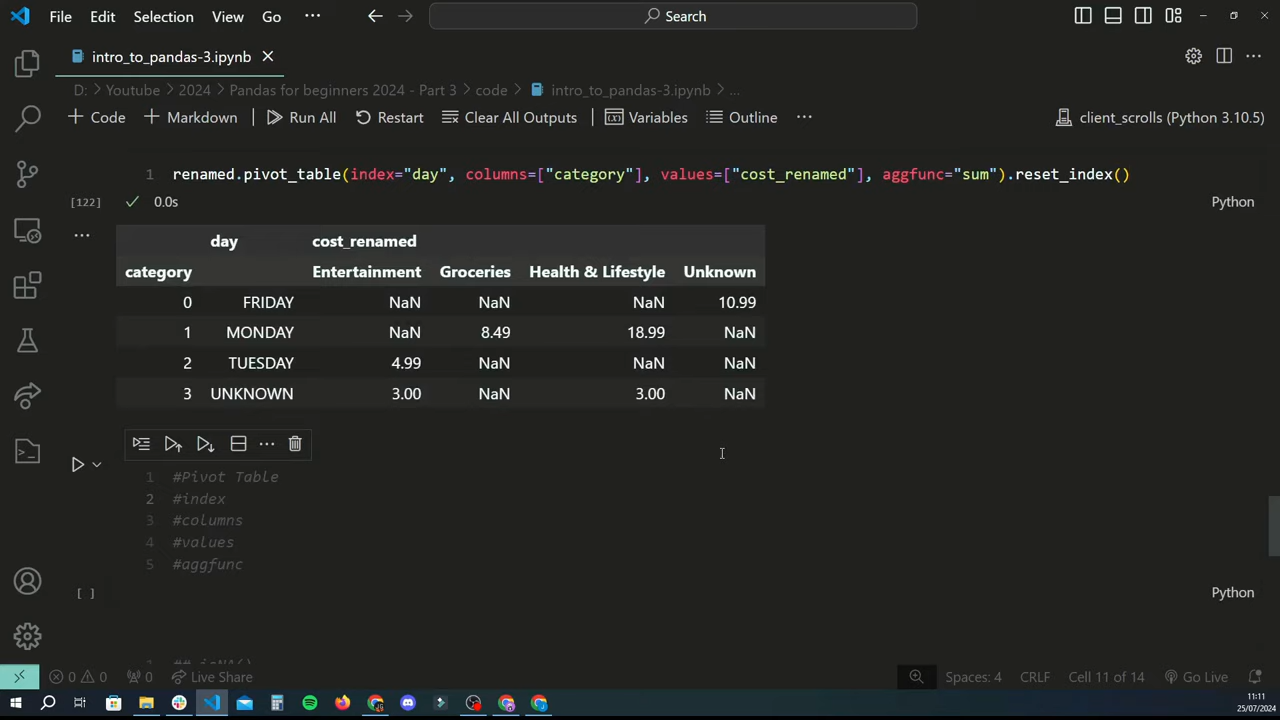 File Edit Selection View Go ··· Search
intro_to_pandas-3.ipynb
D: > Youtube > 2024 > Pandas for beginners 2024 - Part 3 > code > intro_to_pandas-3.ipynb > ...
+ Code + Markdown Run All Restart Clear All Outputs Variables Outline ··· client_scrolls (Python 3.10.5)
1 renamed.pivot_table(index="day", columns=["category"], values=["cost_renamed"], aggfunc="sum").reset_index()
[122] 0.0s Python
day cost_renamed
category Entertainment Groceries Health & Lifestyle Unknown
0 FRIDAY NaN NaN NaN 10.99
1 MONDAY NaN 8.49 18.99 NaN
2 TUESDAY 4.99 NaN NaN NaN
3 UNKNOWN 3.00 NaN 3.00 NaN
1 #Pivot Table
2 #index
3 #columns
4 #values
5 #aggfunc
[ ] Python
1 ## isNA()
0 0 0 Live Share Spaces: 4 CRLF Cell 11 of 14 Go Live
11:11
25/07/2024